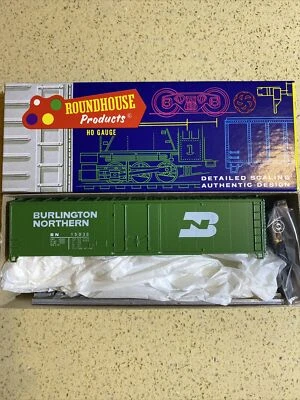 ROUNDHOUSE
Products®
HO GAUGE
DETAILED SCALING
AUTHENTIC DESIGN
BURLINGTON
NORTHERN
BN